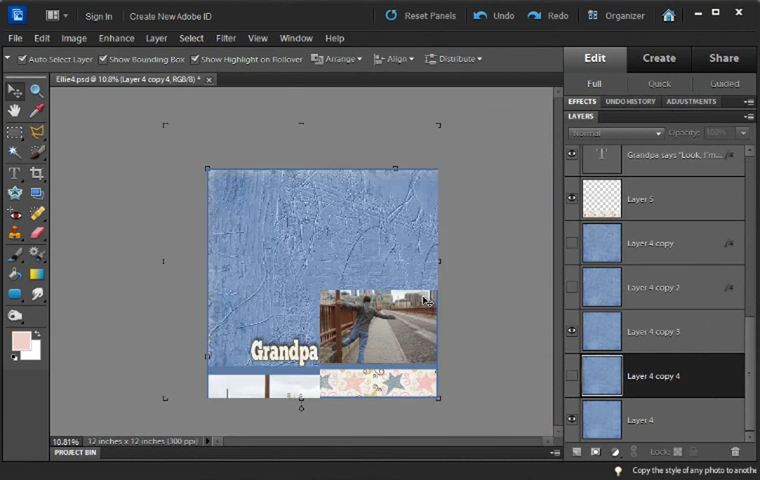 Sign In
Create New Adobe ID
Reset Panels
Undo
Redo
Organizer
File Edit Image Enhance Layer Select Filter View Window Help
Edit Create Share
Auto Select Layer Show Bounding Box Show Highlight on Rollover Arrange Align Distribute
Ellie4.psd @ 10.8% (Layer 4 copy 4, RGB/8) *
Full Quick Guided
EFFECTS UNDO HISTORY ADJUSTMENTS
LAYERS
Normal Opacity: 100%
T Grandpa says "Look, I'm...
Layer 5
Layer 4 copy
Layer 4 copy 2
Layer 4 copy 3
Grandpa
Layer 4 copy 4
Layer 4
10.81% 12 inches x 12 inches (300 ppi)
Lock:
PROJECT BIN
Copy the style of any photo to another